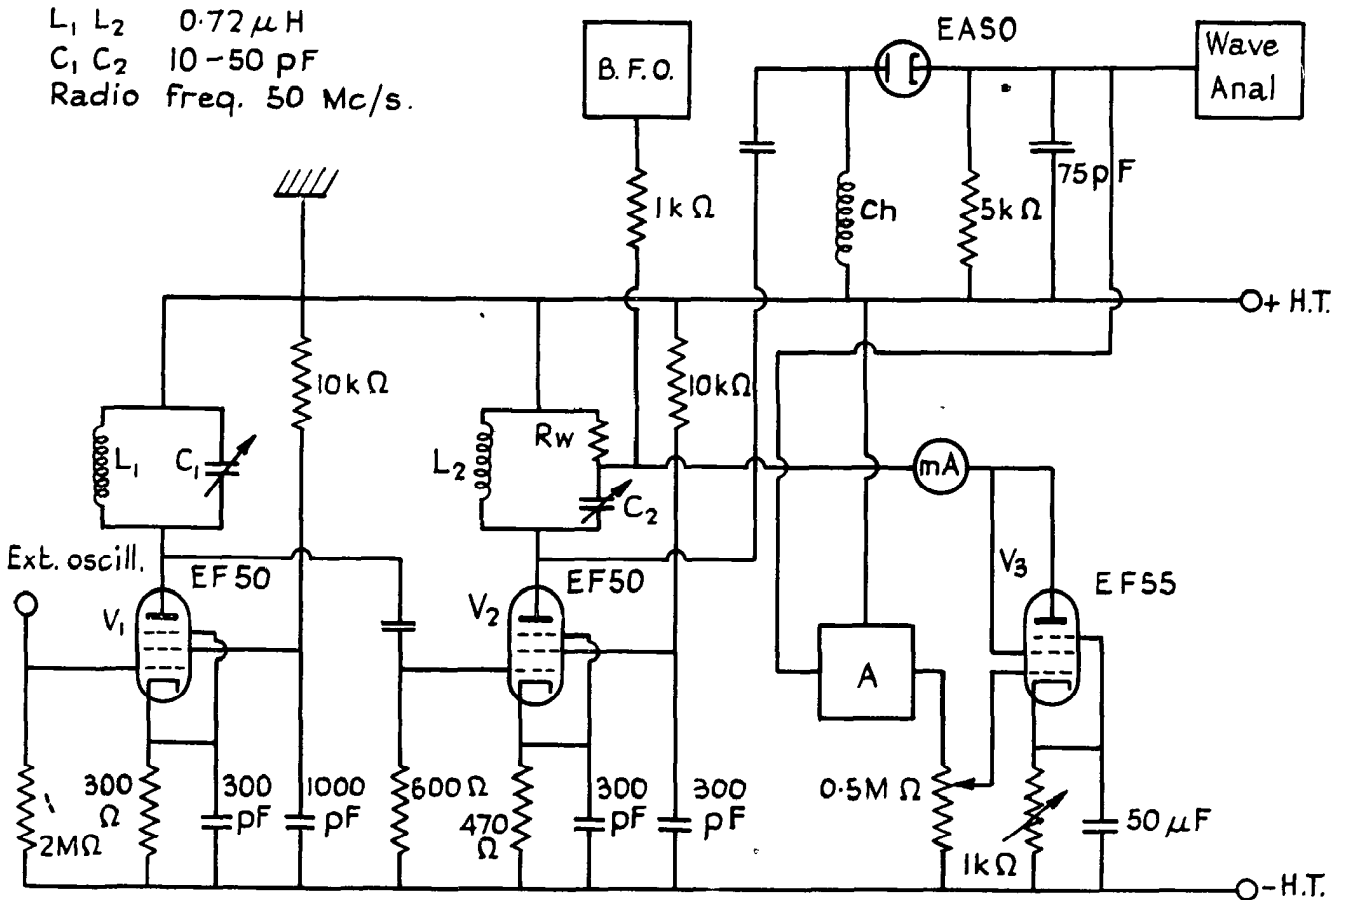 L₁ L₂ 0·72 μH
C₁ C₂ 10–50 pF
Radio freq. 50 Mc/s.
B.F.O.
EA50
Wave
Anal
1kΩ
Ch
5kΩ
75pF
+ H.T.
10kΩ
10kΩ
L₁
C₁
L₂
Rw
C₂
mA
Ext. oscill.
EF50
V₁
EF50
V₂
V₃
EF55
A
300
Ω
300
pF
1000
pF
600Ω
470
Ω
300
pF
300
pF
0·5MΩ
50μF
2MΩ
1kΩ
–H.T.